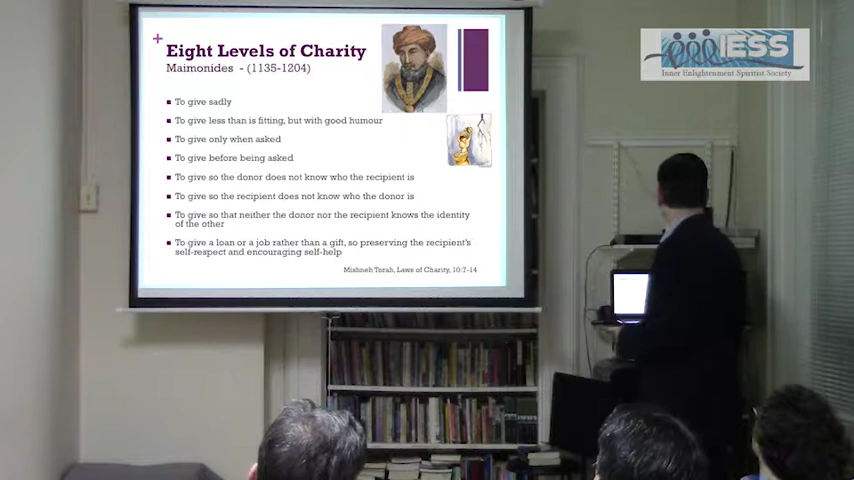 +
Eight Levels of Charity
Maimonides - (1135-1204)
To give sadly
To give less than is fitting, but with good humour
To give only when asked
To give before being asked
To give so the donor does not know who the recipient is
To give so the recipient does not know who the donor is
To give so that neither the donor nor the recipient knows the identity
of the other
To give a loan or a job rather than a gift, so preserving the recipient's
self-respect and encouraging self-help
Mishneh Torah, Laws of Charity, 10:7-14
IESS
Inner Enlightenment Spiritist Society